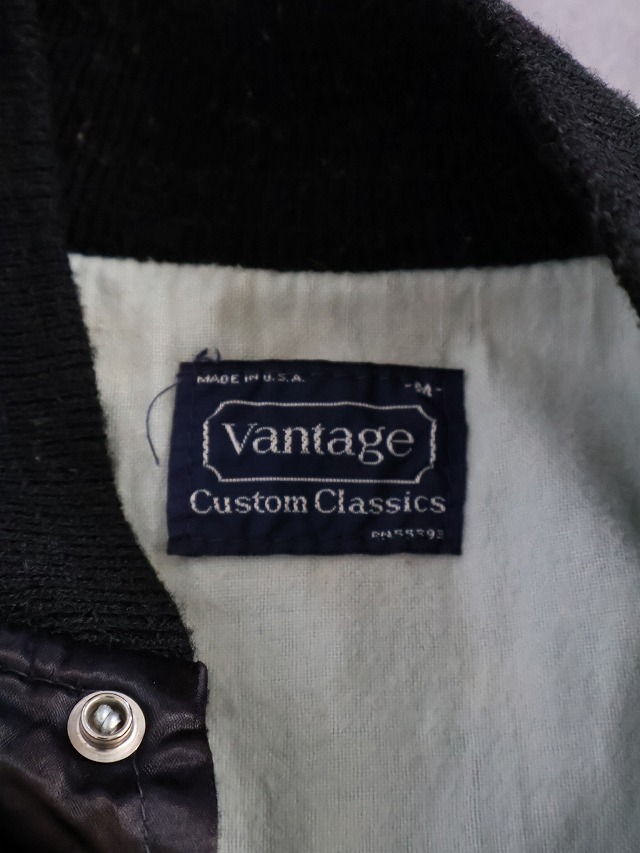 MADE IN U.S.A. -M-
Vantage
Custom Classics